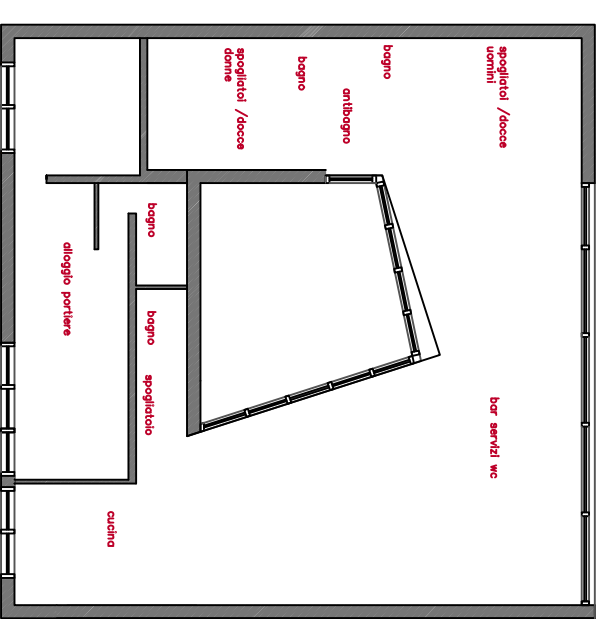 spogliatoi /docce
uomini
bagno
antibagno
bagno
spogliatoi /docce
donne
bagno
alloggio portiere
bagno
spogliatoio
bar servizi wc
cucina